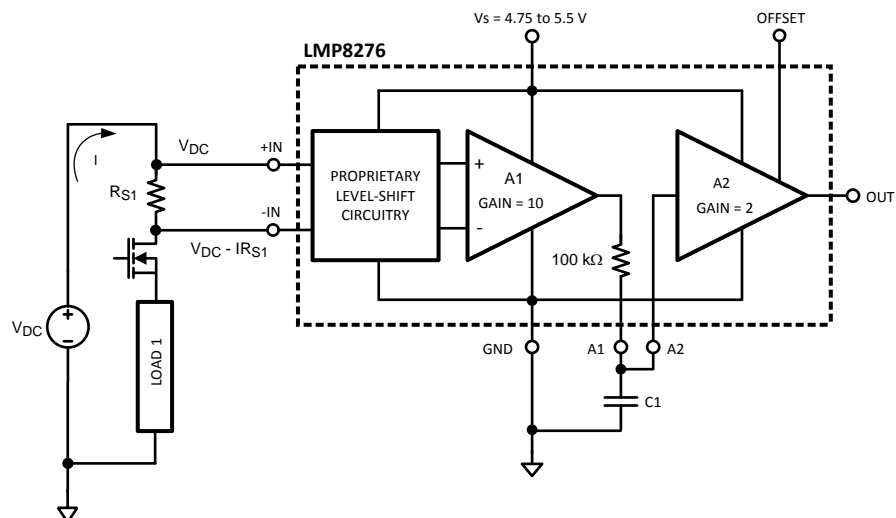 Vs = 4.75 to 5.5 V
OFFSET
LMP8276
VDC
+IN
I
RS1
PROPRIETARY
LEVEL-SHIFT
CIRCUITRY
+
A1
GAIN = 10
-
A2
GAIN = 2
OUT
-IN
VDC - IRS1
100 kΩ
VDC
+
−
LOAD 1
GND
A1
A2
C1